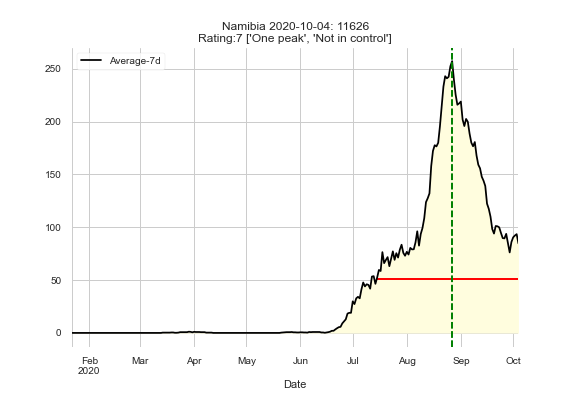 Namibia 2020-10-04: 11626
Rating:7 ['One peak', 'Not in control']
Average-7d
250
200
150
100
50
0
Feb Mar Apr May Jun Jul Aug Sep Oct
2020
Date